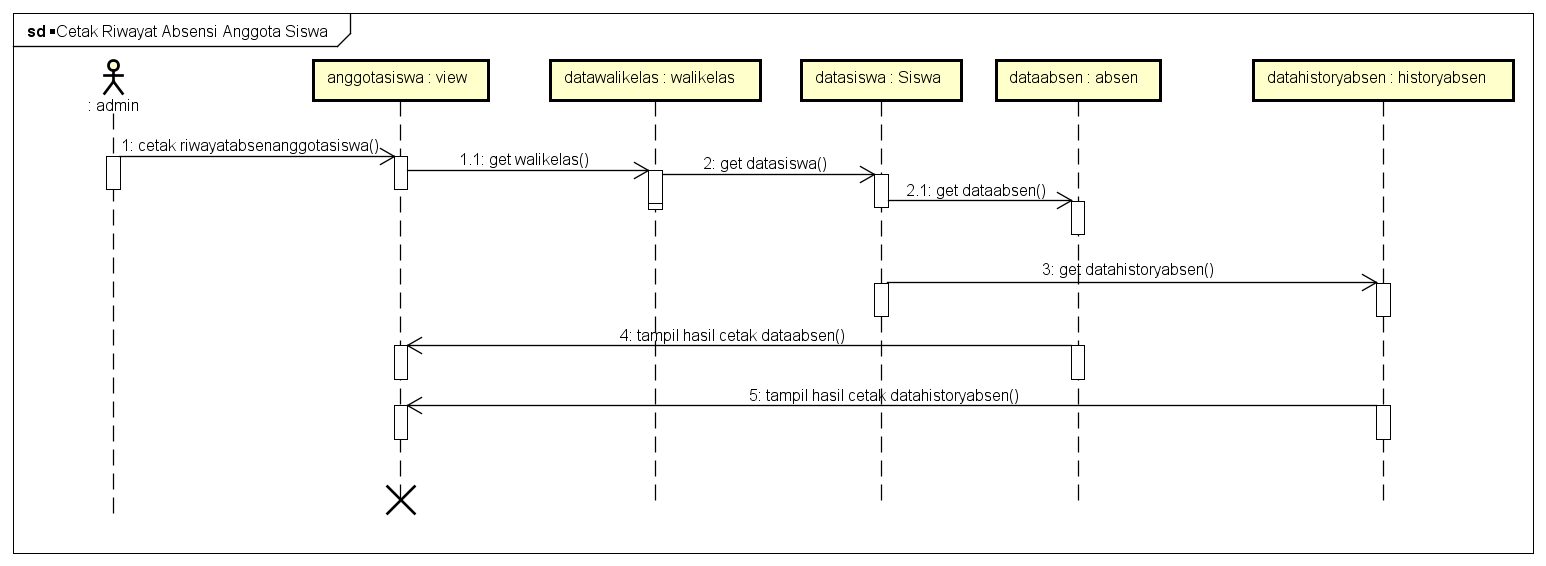 sd Cetak Riwayat Absensi Anggota Siswa
: admin
anggotasiswa : view
datawalikelas : walikelas
datasiswa : Siswa
dataabsen : absen
datahistoryabsen : historyabsen
1: cetak riwayatabsenanggotasiswa()
1.1: get walikelas()
2: get datasiswa()
2.1: get dataabsen()
3: get datahistoryabsen()
4: tampil hasil cetak dataabsen()
5: tampil hasil cetak datahistoryabsen()